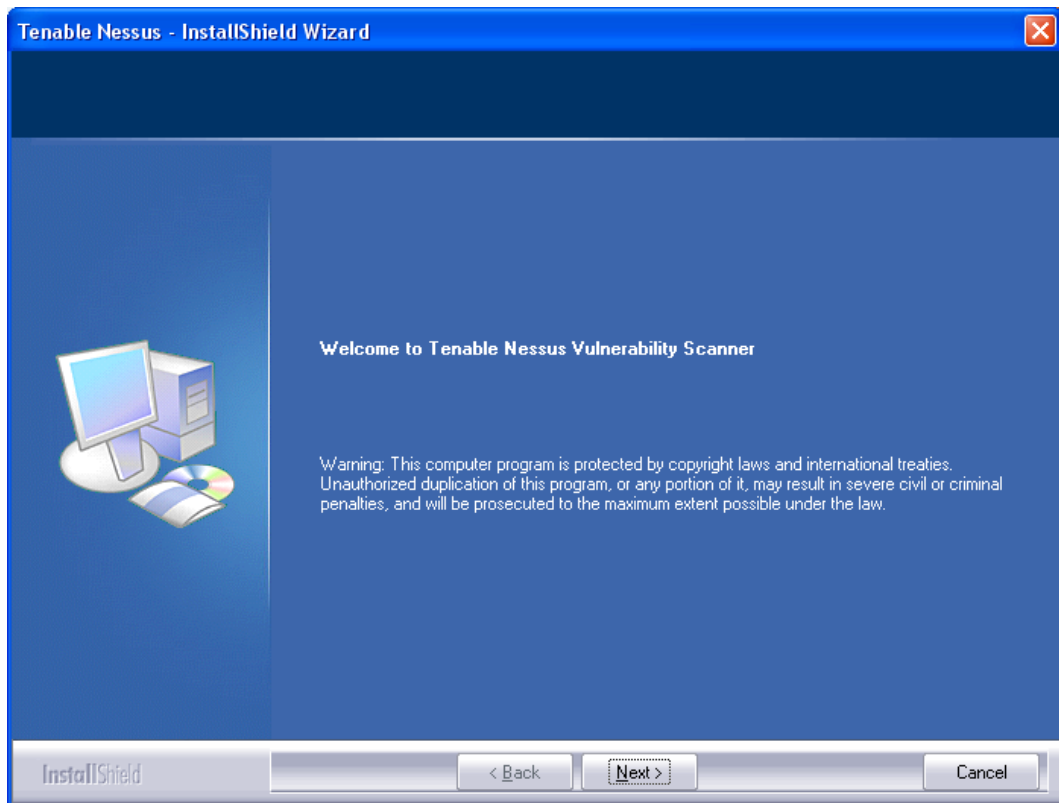 Tenable Nessus - InstallShield Wizard
Welcome to Tenable Nessus Vulnerability Scanner
Warning: This computer program is protected by copyright laws and international treaties.
Unauthorized duplication of this program, or any portion of it, may result in severe civil or criminal
penalties, and will be prosecuted to the maximum extent possible under the law.
InstallShield
< Back
Next >
Cancel